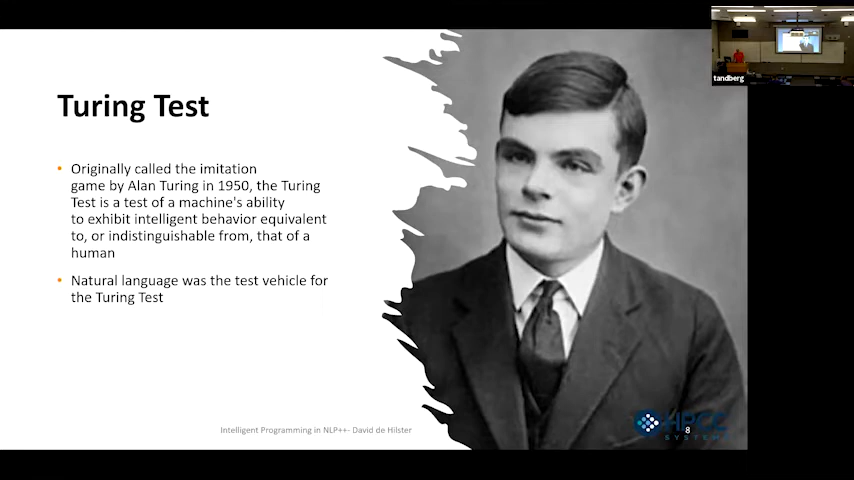 tandberg
Turing Test
• Originally called the imitation
game by Alan Turing in 1950, the Turing
Test is a test of a machine's ability
to exhibit intelligent behavior equivalent
to, or indistinguishable from, that of a
human
• Natural language was the test vehicle for
the Turing Test
Intelligent Programming in NLP++- David de Hilster
HPCC
SYSTEMS
8